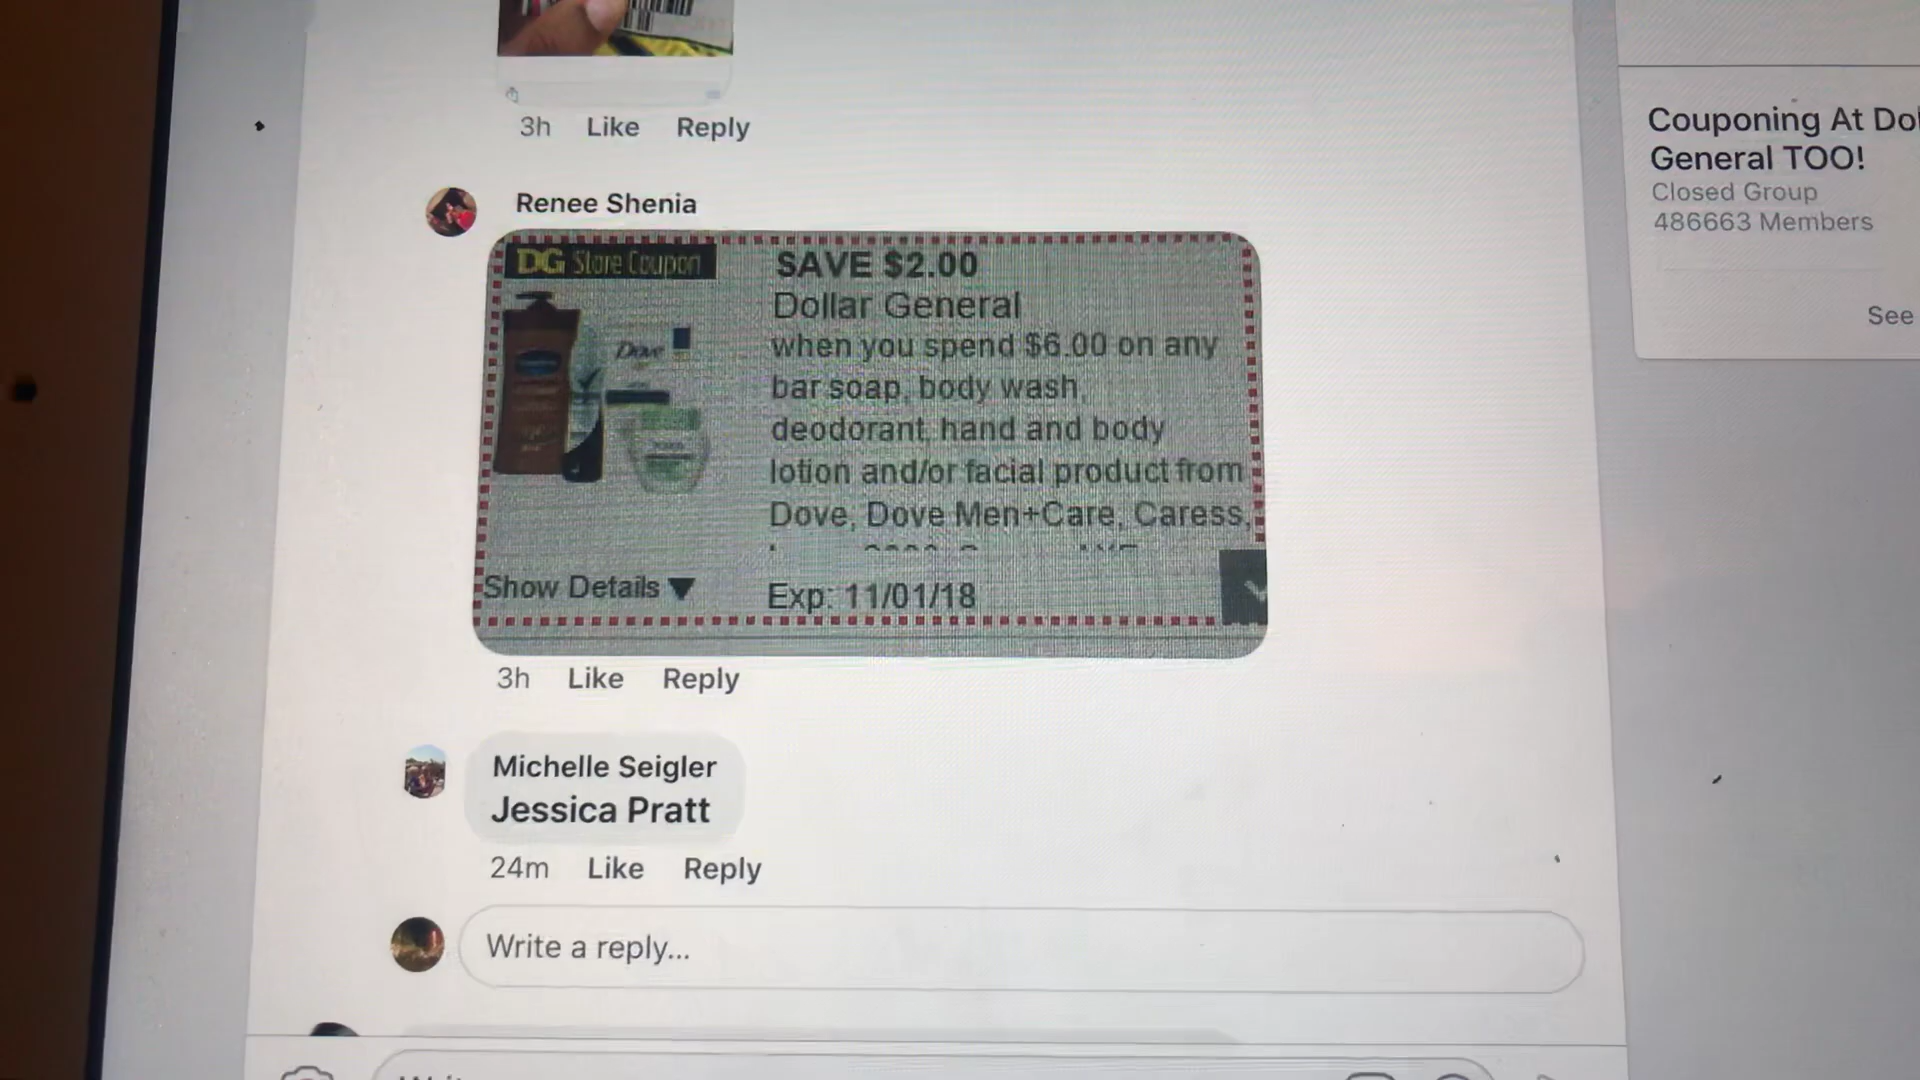 3h Like Reply
Renee Shenia
DG Store Coupon
SAVE $2.00
Dollar General
when you spend $6.00 on any
bar soap, body wash,
deodorant, hand and body
lotion and/or facial product from
Dove, Dove Men+Care, Caress,
Dove
Show Details
Exp: 11/01/18
3h Like Reply
Michelle Seigler
Jessica Pratt
24m Like Reply
Write a reply...
Couponing At Dol
General TOO!
Closed Group
486663 Members
See